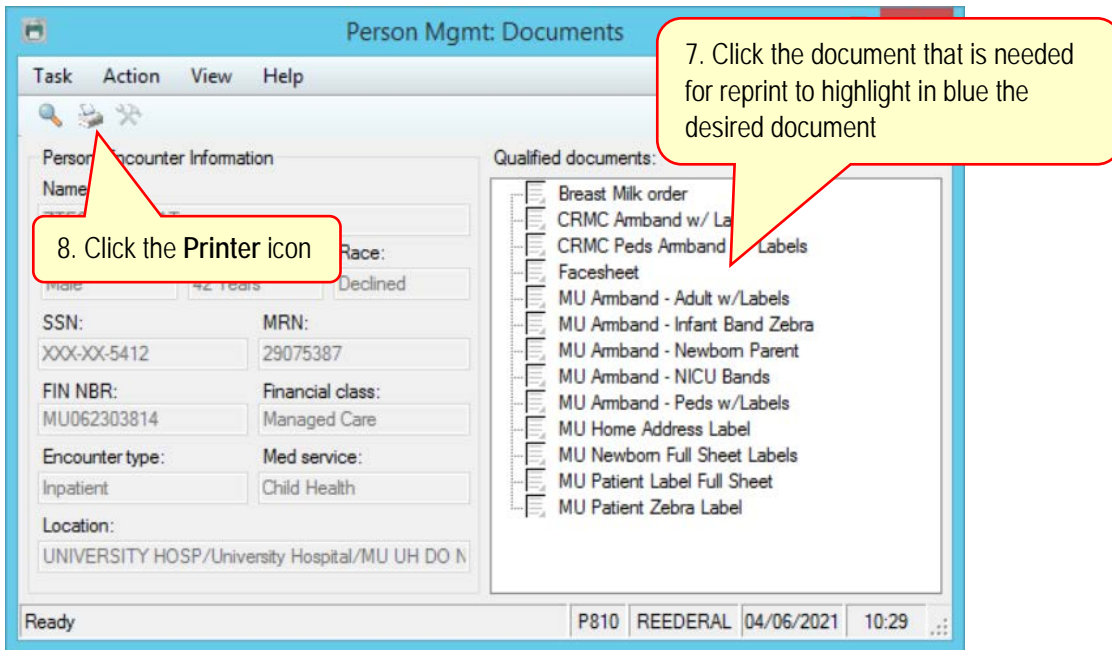 Person Mgmt: Documents
7. Click the document that is needed
for reprint to highlight in blue the
desired document
Task Action View Help
Person Encounter Information
Qualified documents:
Name
8. Click the Printer icon
Race:
Male 42 Years Declined
SSN: MRN:
XXX-XX-5412 29075387
FIN NBR: Financial class:
MU062303814 Managed Care
Encounter type: Med service:
Inpatient Child Health
Location:
UNIVERSITY HOSP/University Hospital/MU UH DO N
Breast Milk order
CRMC Armband w/ La
CRMC Peds Armband Labels
Facesheet
MU Armband - Adult w/Labels
MU Armband - Infant Band Zebra
MU Armband - Newborn Parent
MU Armband - NICU Bands
MU Armband - Peds w/Labels
MU Home Address Label
MU Newborn Full Sheet Labels
MU Patient Label Full Sheet
MU Patient Zebra Label
Ready P810 REEDERAL 04/06/2021 10:29